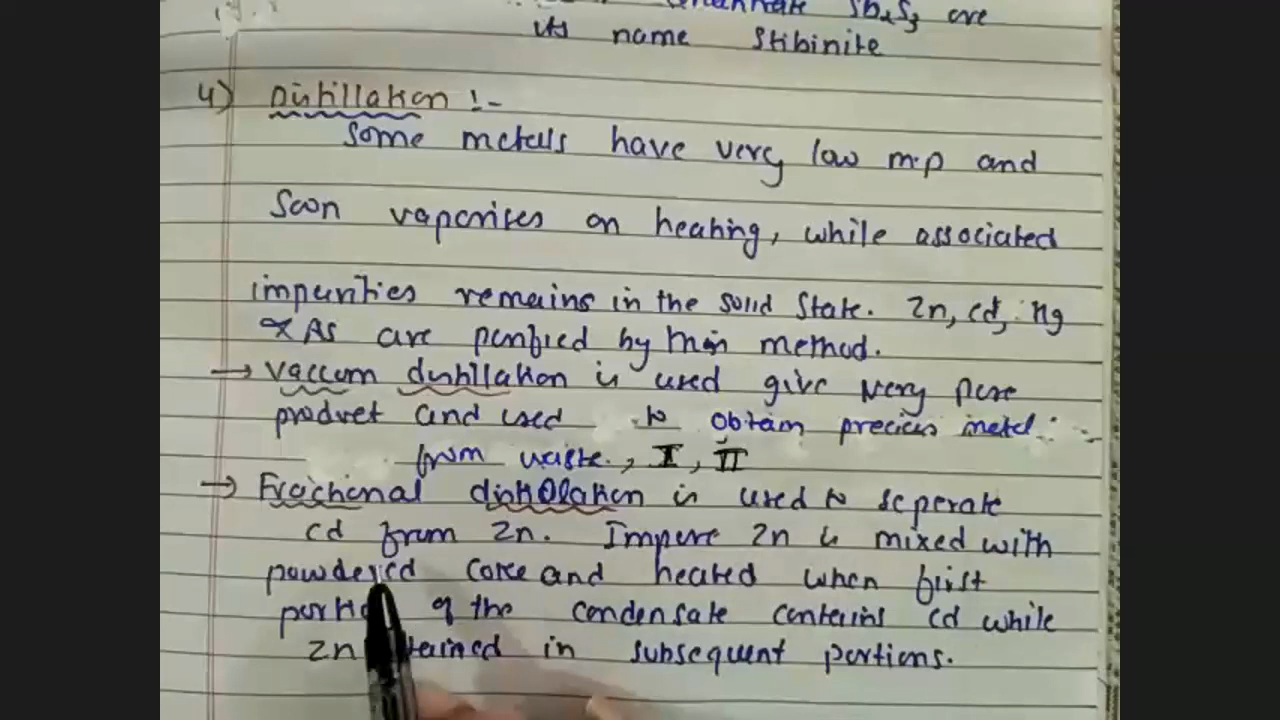 Sb2S3 are
its name Stibinite
4) Distillation :-
Some metals have very low m.p and
Soon vaporises on heating, while associated
impurities remains in the solid state. Zn, Cd, Hg
& As are purified by this method.
→ Vaccum distillation is used give very pure
product and used to obtain precious metal
from waste, I, II
→ Fractional distillation is used to seperate
Cd from Zn. Impure Zn is mixed with
powdered coke and heated when first
of the condensate contains Cd while
Zn in subsequent portions.